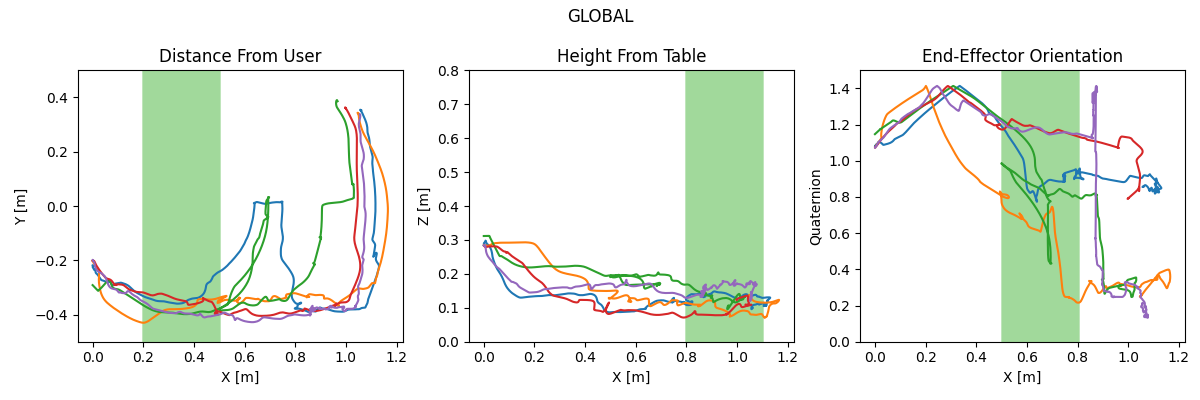 GLOBAL
Distance From User
Height From Table
End-Effector Orientation
Y [m]
0.4
0.2
0.0
−0.2
−0.4
0.0 0.2 0.4 0.6 0.8 1.0 1.2
X [m]
Z [m]
0.8
0.7
0.6
0.5
0.4
0.3
0.2
0.1
0.0
0.0 0.2 0.4 0.6 0.8 1.0 1.2
X [m]
Quaternion
1.4
1.2
1.0
0.8
0.6
0.4
0.2
0.0
0.0 0.2 0.4 0.6 0.8 1.0 1.2
X [m]